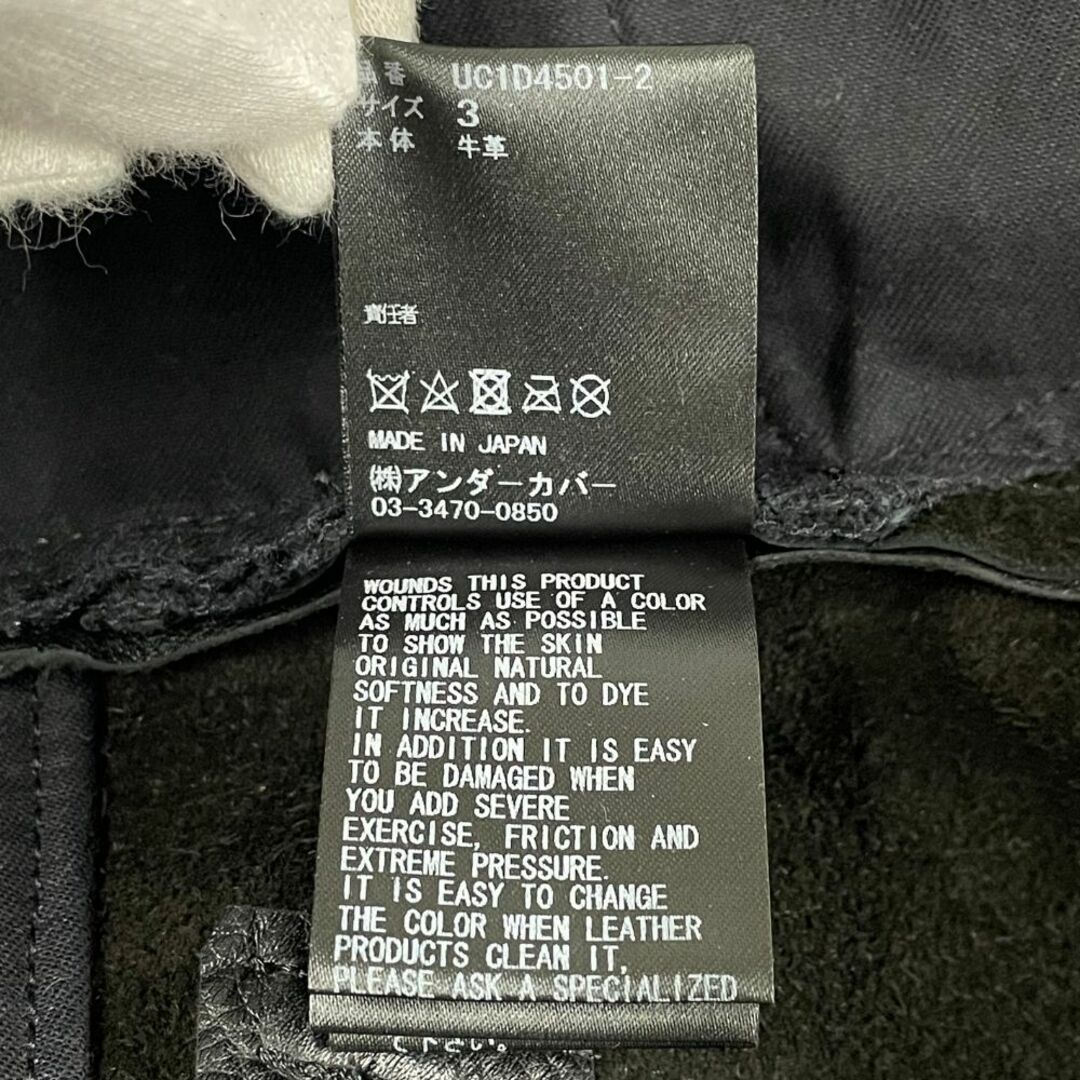 品番 UC1D4501-2
サイズ 3
本体 牛革
責任者
MADE IN JAPAN
(株)アンダーカバー
03-3470-0850
WOUNDS THIS PRODUCT
CONTROLS USE OF A COLOR
AS MUCH AS POSSIBLE
TO SHOW THE SKIN
ORIGINAL NATURAL
SOFTNESS AND TO DYE
IT INCREASE.
IN ADDITION IT IS EASY
TO BE DAMAGED WHEN
YOU ADD SEVERE
EXERCISE, FRICTION AND
EXTREME PRESSURE.
IT IS EASY TO CHANGE
THE COLOR WHEN LEATHER
PRODUCTS CLEAN IT,
PLEASE ASK A SPECIALIZED